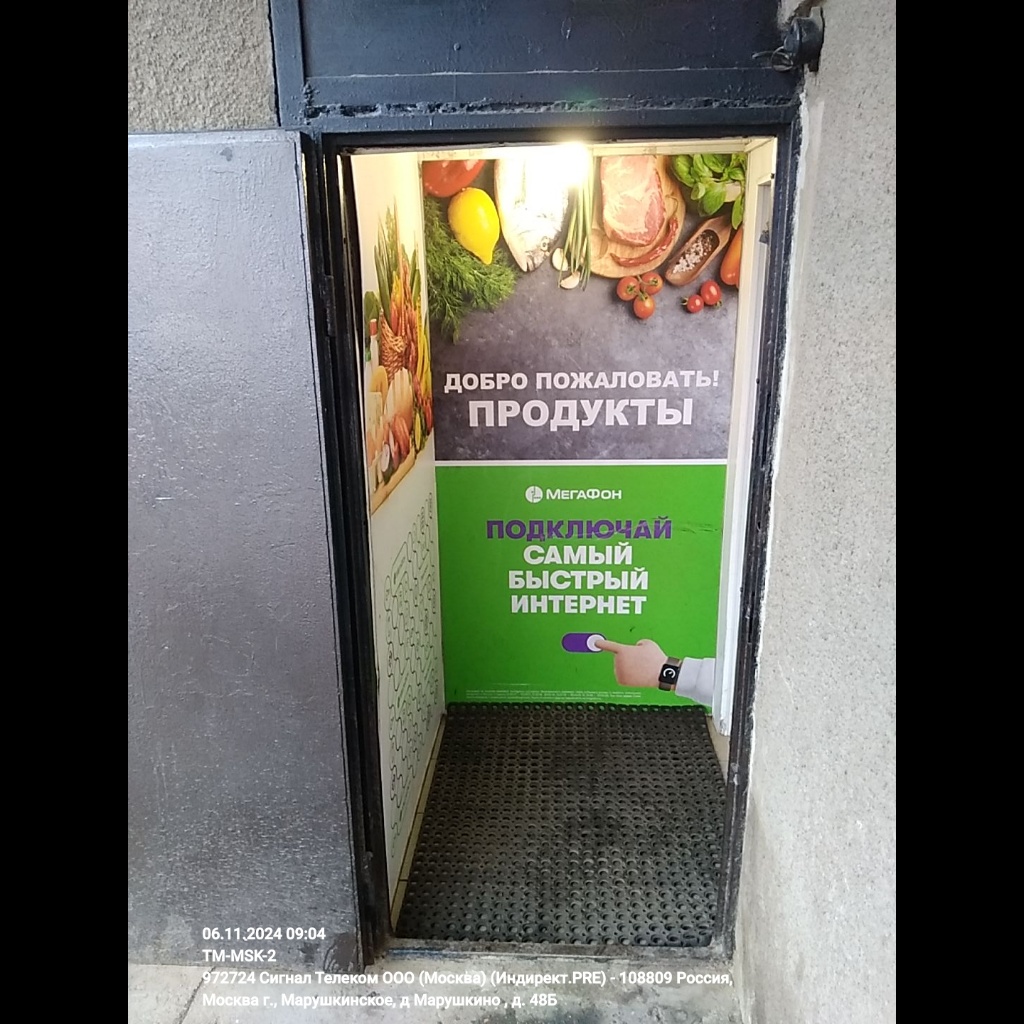 ДОБРО ПОЖАЛОВАТЬ!
ПРОДУКТЫ
МЕГАФОН
ПОДКЛЮЧАЙ
САМЫЙ
БЫСТРЫЙ
ИНТЕРНЕТ
06.11.2024 09:04
TM-MSK-2
972724 Сигнал Телеком ООО (Москва) (Индирект.PRE) - 108809 Россия,
Москва г., Марушкинское, д Марушкино , д. 48Б